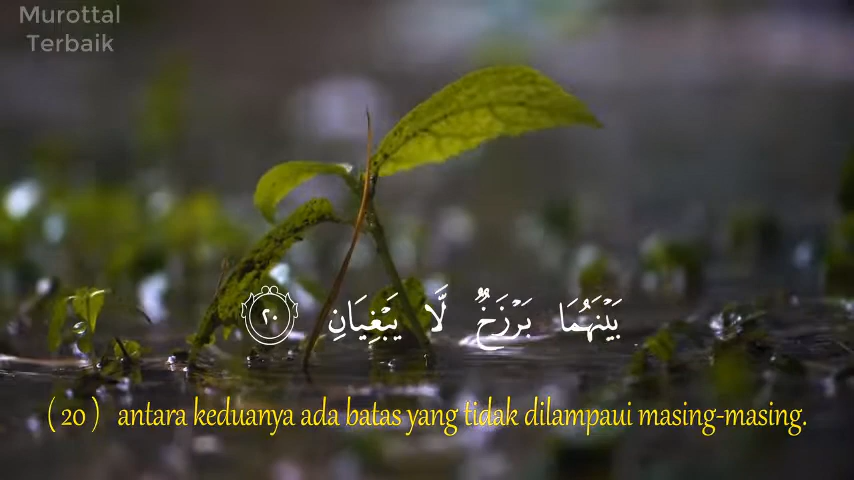 Murottal
Terbaik
بَيْنَهُمَا بَرْزَخٌ لَّا يَبْغِيَانِ ٢٠
( 20 ) antara keduanya ada batas yang tidak dilampaui masing-masing.